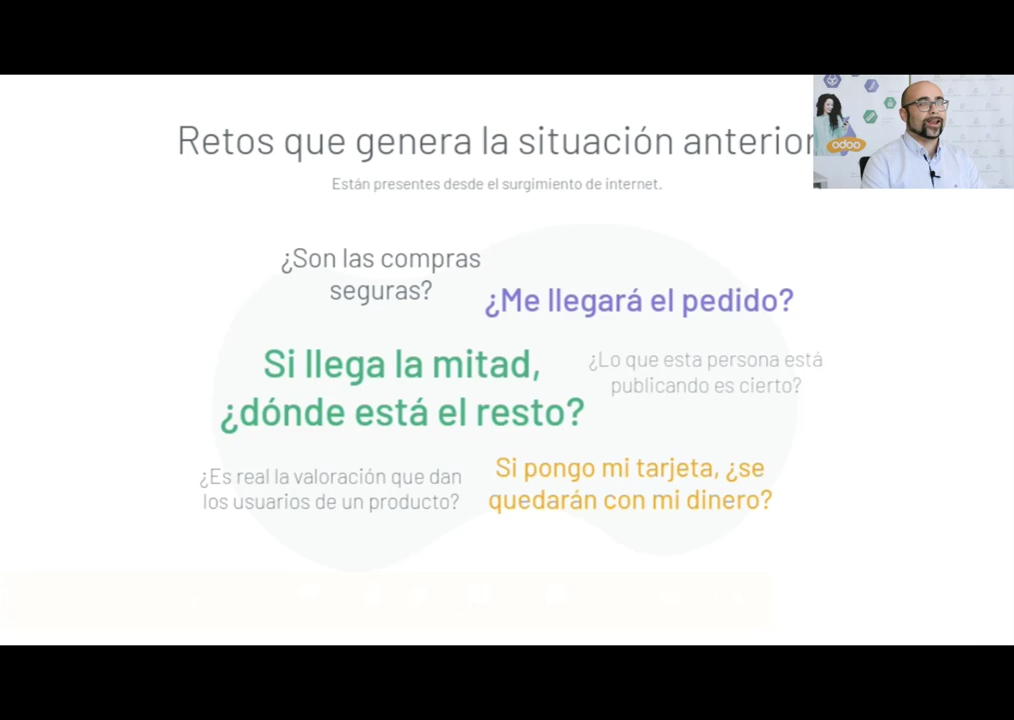 Retos que genera la situación anterior
Están presentes desde el surgimiento de internet.
¿Son las compras
seguras?
¿Me llegará el pedido?
Si llega la mitad,
¿dónde está el resto?
¿Lo que esta persona está
publicando es cierto?
¿Es real la valoración que dan
los usuarios de un producto?
Si pongo mi tarjeta, ¿se
quedarán con mi dinero?
odoo